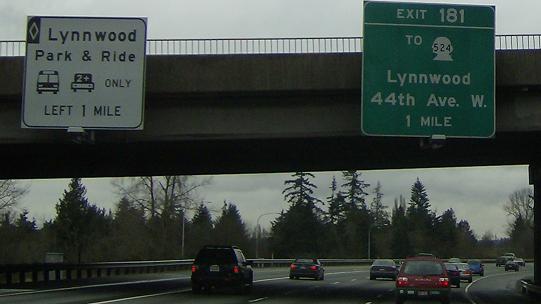 Lynnwood
Park & Ride
2+ ONLY
LEFT 1 MILE
EXIT 181
TO 524
Lynnwood
44th Ave. W.
1 MILE